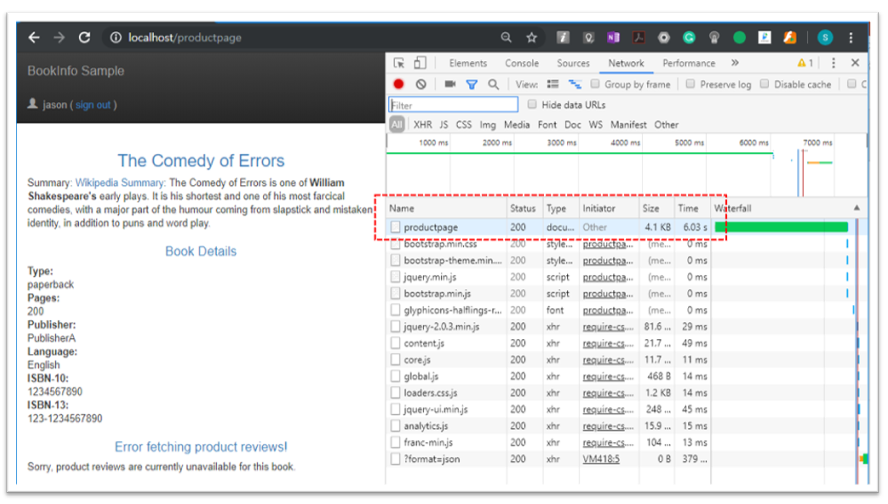 localhost/productpage
S
BookInfo Sample
jason ( sign out )
The Comedy of Errors
Summary: Wikipedia Summary: The Comedy of Errors is one of William
Shakespeare's early plays. It is his shortest and one of his most farcical
comedies, with a major part of the humour coming from slapstick and mistaken
identity, in addition to puns and word play.
Book Details
Type:
paperback
Pages:
200
Publisher:
PublisherA
Language:
English
ISBN-10:
1234567890
ISBN-13:
123-1234567890
Error fetching product reviews!
Sorry, product reviews are currently unavailable for this book.
Elements Console Sources Network Performance » 1
View: Group by frame Preserve log Disable cache C
Filter Hide data URLs
All XHR JS CSS Img Media Font Doc WS Manifest Other
1000 ms 2000 ms 3000 ms 4000 ms 5000 ms 6000 ms 7000 ms
Name Status Type Initiator Size Time Waterfall
productpage 200 docu... Other 4.1 KB 6.03 s
bootstrap.min.css 200 style... productpa... (me... 0 ms
bootstrap-theme.min.... 200 style... productpa... (me... 0 ms
jquery.min.js 200 script productpa... (me... 0 ms
bootstrap.min.js 200 script productpa... (me... 0 ms
glyphicons-halflings-r... 200 font productpa... (me... 0 ms
jquery-2.0.3.min.js 200 xhr require-cs.... 81.6 ... 29 ms
content.js 200 xhr require-cs.... 21.7 ... 49 ms
core.js 200 xhr require-cs.... 11.7 ... 11 ms
global.js 200 xhr require-cs.... 468 B 14 ms
loaders.css.js 200 xhr require-cs.... 1.2 KB 14 ms
jquery-ui.min.js 200 xhr require-cs.... 248 ... 45 ms
analytics.js 200 xhr require-cs.... 15.9 ... 15 ms
franc-min.js 200 xhr require-cs.... 104 ... 13 ms
?format=json 200 xhr VM418:5 0 B 379 ...